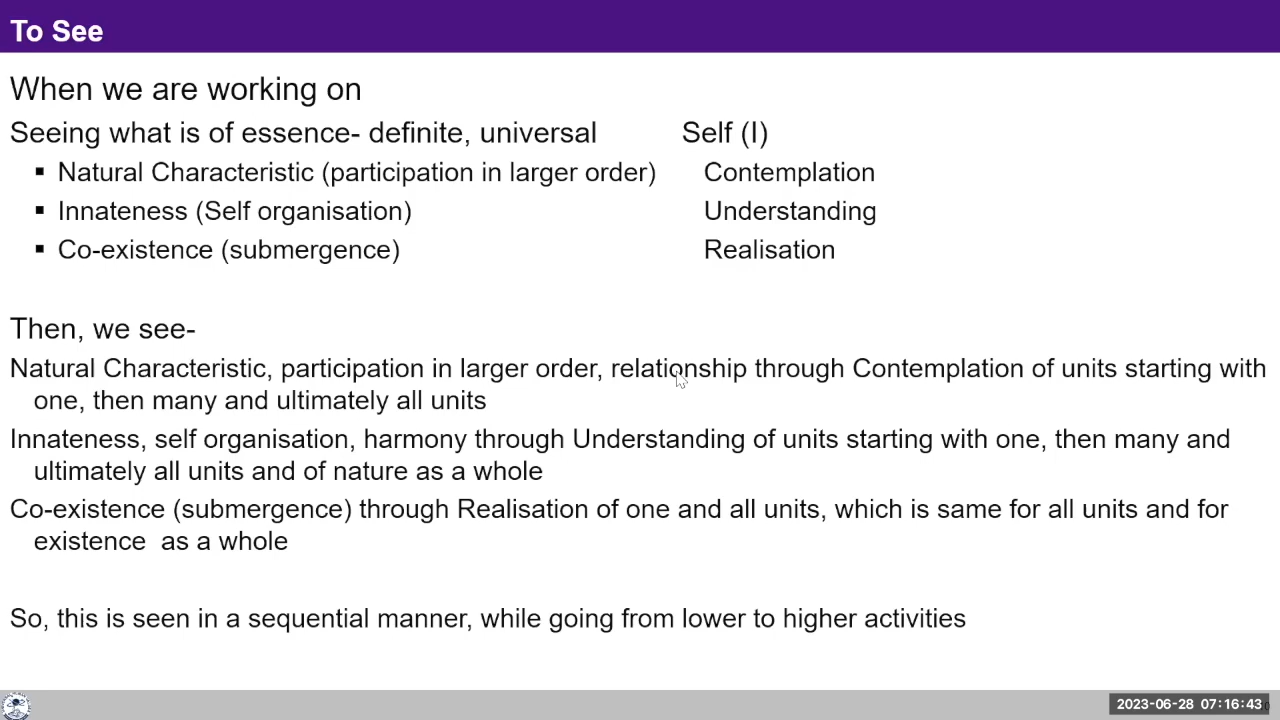 To See
When we are working on
Seeing what is of essence- definite, universal Self (I)
▪ Natural Characteristic (participation in larger order) Contemplation
▪ Innateness (Self organisation) Understanding
▪ Co-existence (submergence) Realisation
Then, we see-
Natural Characteristic, participation in larger order, relationship through Contemplation of units starting with
one, then many and ultimately all units
Innateness, self organisation, harmony through Understanding of units starting with one, then many and
ultimately all units and of nature as a whole
Co-existence (submergence) through Realisation of one and all units, which is same for all units and for
existence as a whole
So, this is seen in a sequential manner, while going from lower to higher activities
2023-06-28 07:16:43